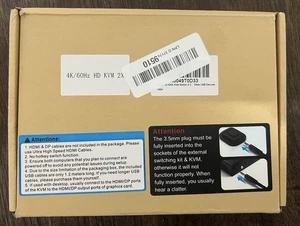 9510
4K/60Hz HD KVM 2X
Attentions:
1. HDMI & DP cables are not included in the package. Please
use Ultra High Speed HDMI Cables.
2. No hotkey switch function.
3. Ensure both computers that you plan to connect are
powered off to avoid any issues during setup.
4. Due to the size limitation of the packaging box, the included
USB cables are only 1.2 meters long. If you need longer USB
cables, please purchase them yourself.
5. If used with desktop, usually connect to the HDMI/DP ports
of the KVM to the HDMI/DP output ports of graphics card.
Attention
The 3.5mm plug must be
fully inserted into the
sockets of the external
switching kit & KVM,
otherwise it will not
function properly. When
fully inserted, you usually
hear a clatter.